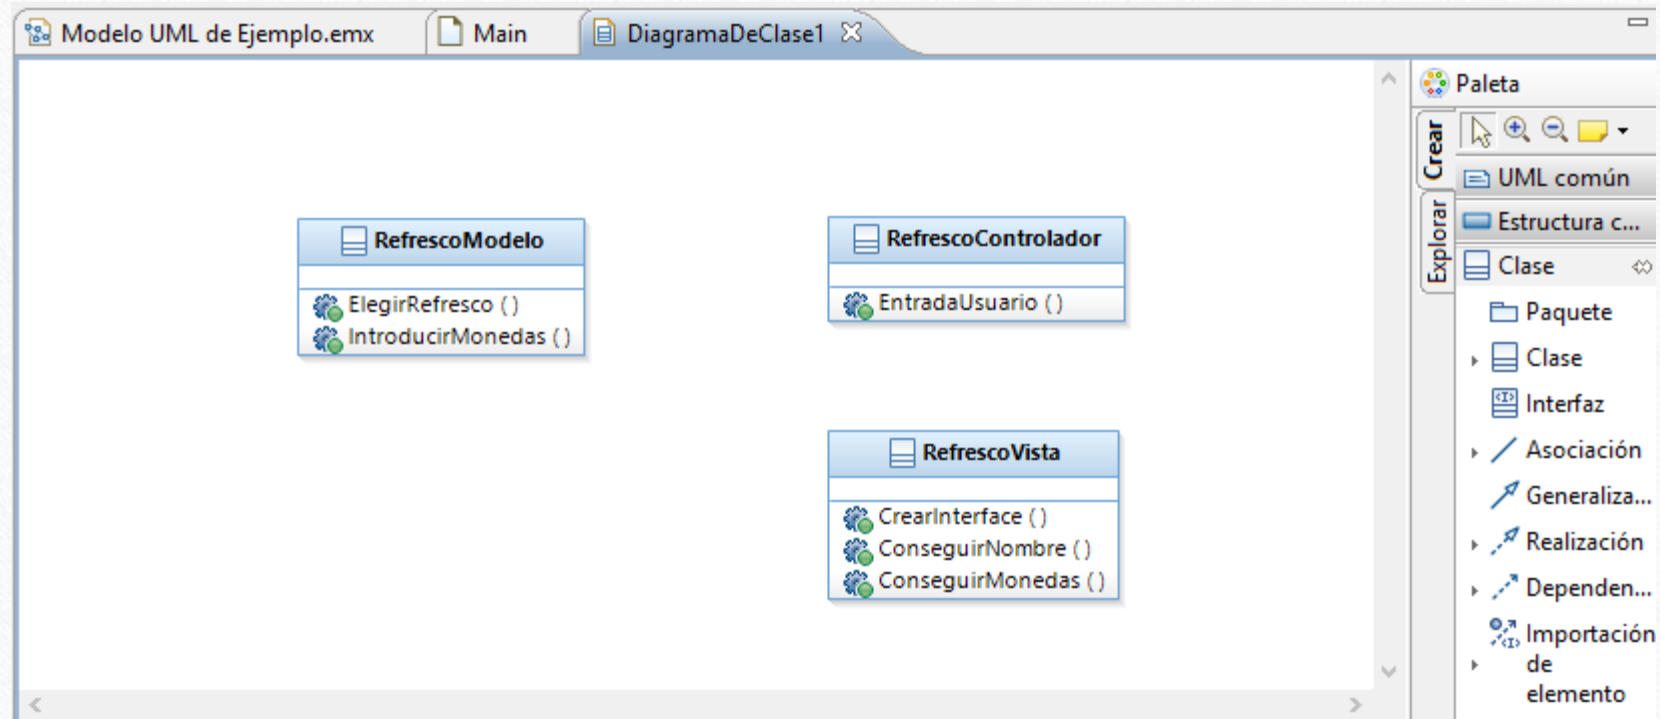 Modelo UML de Ejemplo.emx
Main
DiagramaDeClase1
RefrescoModelo
ElegirRefresco ( )
IntroducirMonedas ( )
RefrescoControlador
EntradaUsuario ( )
RefrescoVista
CrearInterface ( )
ConseguirNombre ( )
ConseguirMonedas ( )
Paleta
Crear
Explorar
UML común
Estructura c...
Clase
Paquete
Clase
Interfaz
Asociación
Generaliza...
Realización
Dependen...
Importación
de
elemento